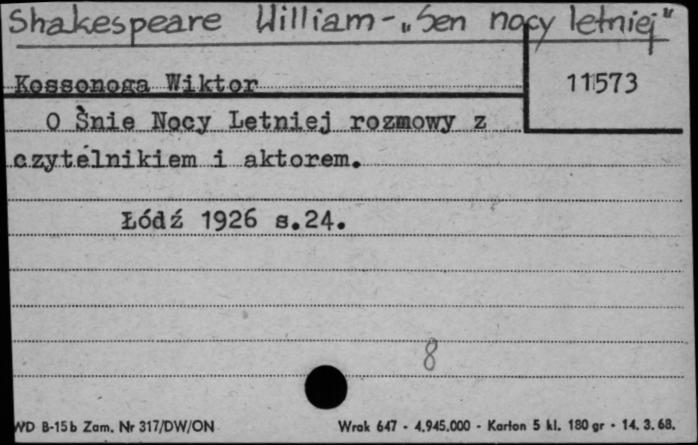 Shakespeare William - „Sen nocy letniej"
Kossonoga Wiktor
11573
O Śnie Nocy Letniej rozmowy z
czytelnikiem i aktorem.
Łódź 1926 s.24.
8
WD B-15b Zam. Nr 317/DW/ON
Wrak 647 - 4.945.000 - Karton 5 kl. 180 gr - 14. 3. 68.